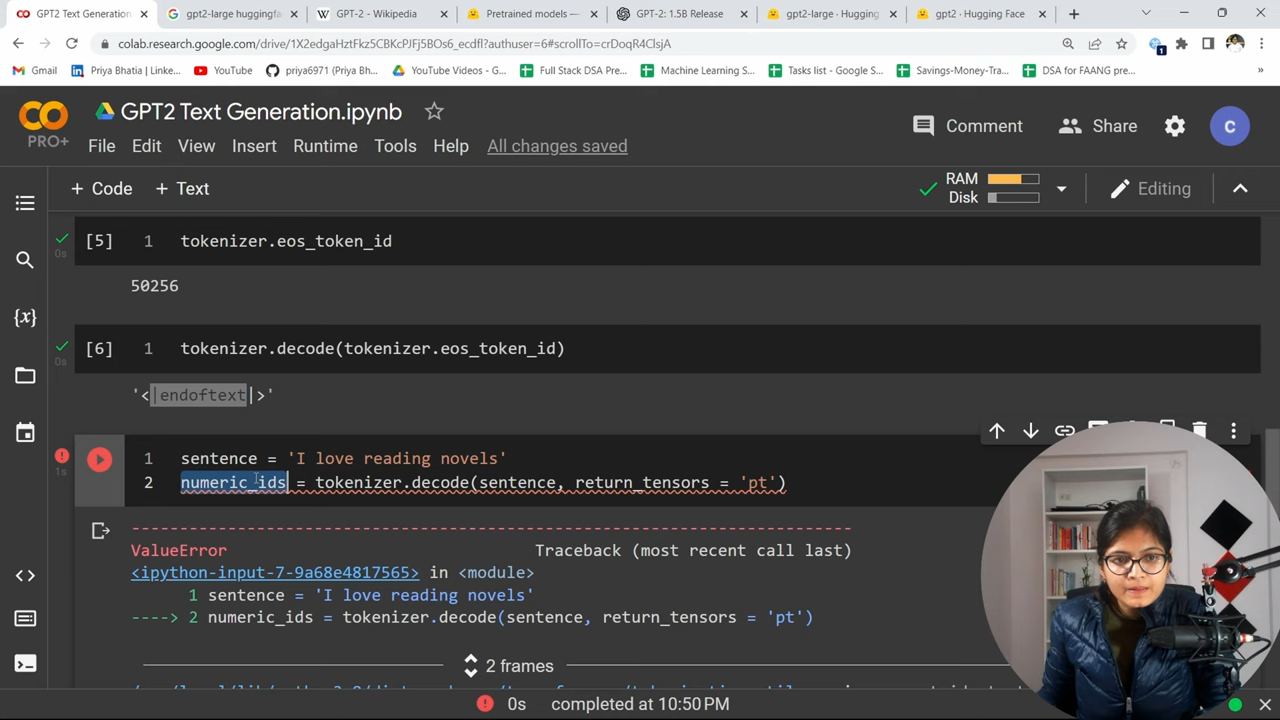 GPT2 Text Generation.ipynb
gpt2-large huggingfa
GPT-2 - Wikipedia
Pretrained models —
GPT-2: 1.5B Release
gpt2-large · Hugging
gpt2 · Hugging Face
colab.research.google.com/drive/1X2edgaHztFkz5CBKcPJFj5BOs6_ecdfl?authuser=6#scrollTo=crDoqR4ClsjA
1
Gmail
Priya Bhatia | Linke...
YouTube
priya6971 (Priya Bh...
YouTube Videos - G...
Full Stack DSA Pre...
Machine Learning S...
Tasks list - Google S...
Savings-Money-Tra...
DSA for FAANG pre...
»
PRO+
GPT2 Text Generation.ipynb
File Edit View Insert Runtime Tools Help All changes saved
Comment
Share
C
+ Code + Text
RAM
Disk
Editing
{x}
[5] 1 tokenizer.eos_token_id
0s
50256
[6] 1 tokenizer.decode(tokenizer.eos_token_id)
0s
'<|endoftext|>'
1 sentence = 'I love reading novels'
1s
2 numeric_ids = tokenizer.decode(sentence, return_tensors = 'pt')
---------------------------------------------------------------------------
ValueError Traceback (most recent call last)
<ipython-input-7-9a68e4817565> in <module>
1 sentence = 'I love reading novels'
----> 2 numeric_ids = tokenizer.decode(sentence, return_tensors = 'pt')
2 frames
0s completed at 10:50 PM